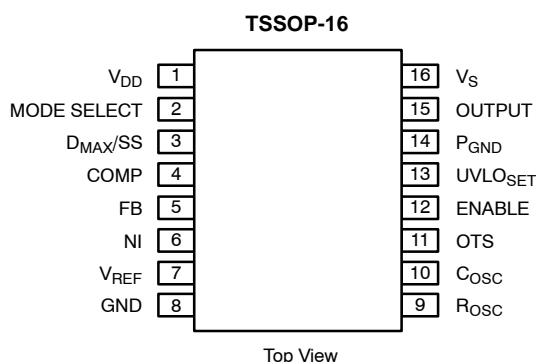 TSSOP-16
V_DD 1 16 V_S
MODE SELECT 2 15 OUTPUT
D_MAX/SS 3 14 P_GND
COMP 4 13 UVLO_SET
FB 5 12 ENABLE
NI 6 11 OTS
V_REF 7 10 C_OSC
GND 8 9 R_OSC
Top View